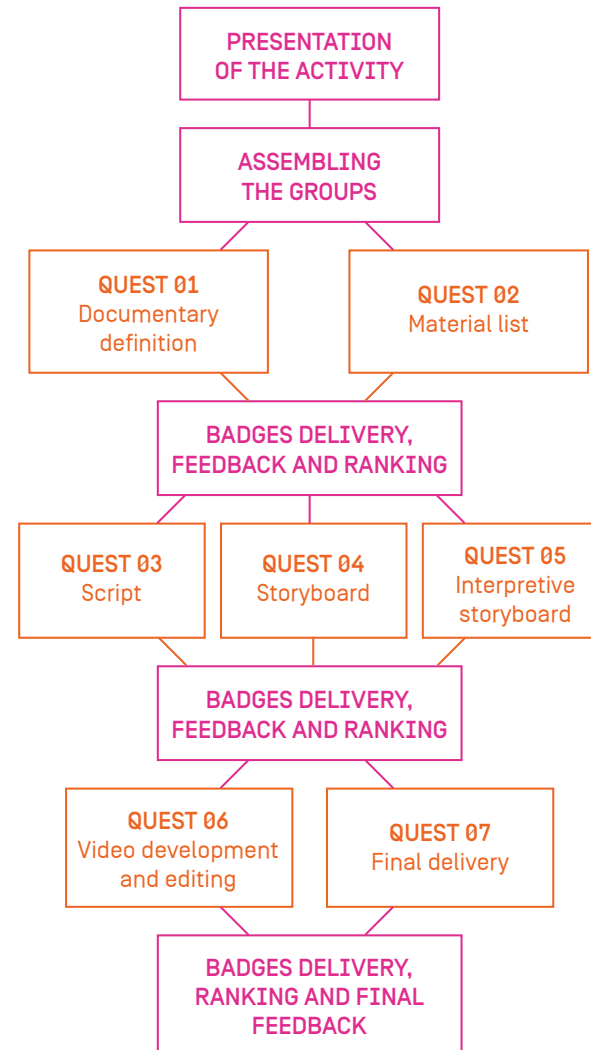 PRESENTATION
OF THE ACTIVITY
ASSEMBLING
THE GROUPS
QUEST 01
Documentary
definition
QUEST 02
Material list
BADGES DELIVERY,
FEEDBACK AND RANKING
QUEST 03
Script
QUEST 04
Storyboard
QUEST 05
Interpretive
storyboard
BADGES DELIVERY,
FEEDBACK AND RANKING
QUEST 06
Video development
and editing
QUEST 07
Final delivery
BADGES DELIVERY,
RANKING AND FINAL
FEEDBACK